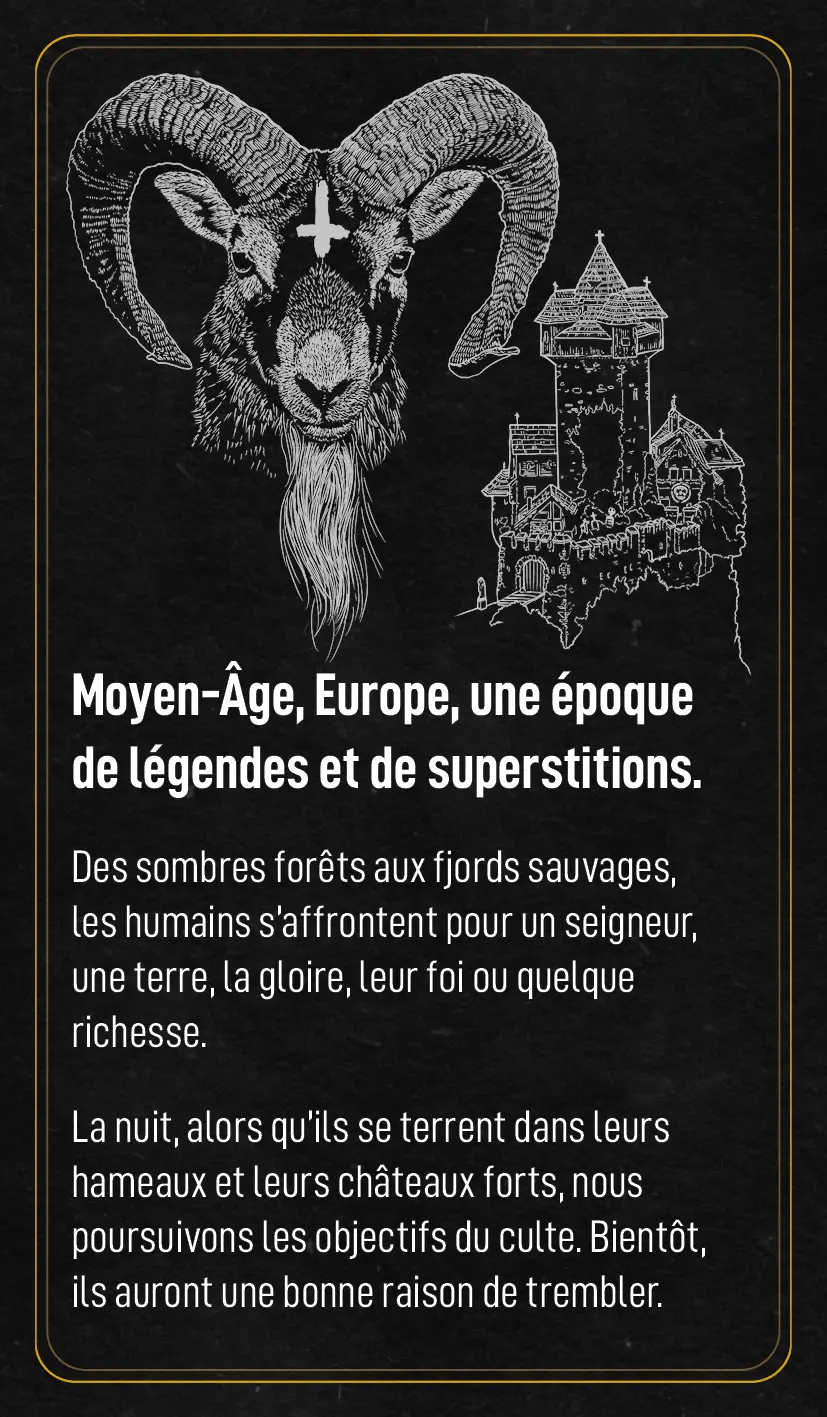 Moyen-Âge, Europe, une époque
de légendes et de superstitions.
Des sombres forêts aux fjords sauvages,
les humains s'affrontent pour un seigneur,
une terre, la gloire, leur foi ou quelque
richesse.
La nuit, alors qu'ils se terrent dans leurs
hameaux et leurs châteaux forts, nous
poursuivons les objectifs du culte. Bientôt,
ils auront une bonne raison de trembler.